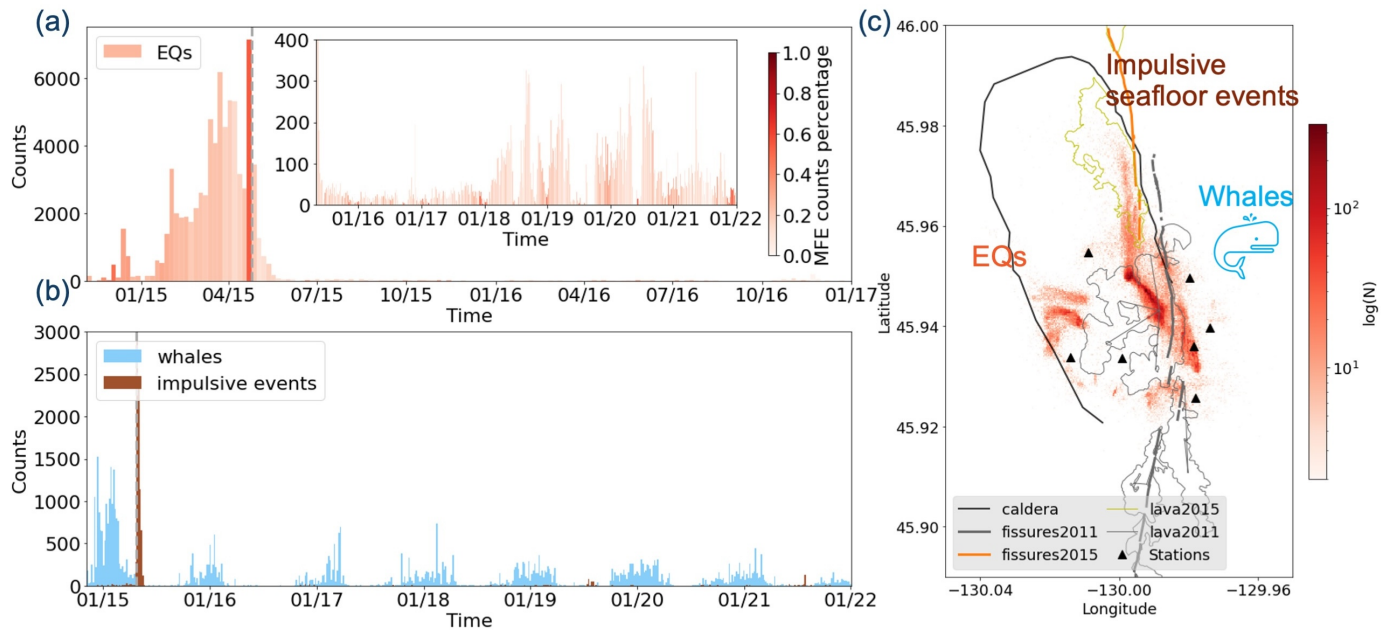 (a)
EQs
Counts
6000
4000
2000
0
01/15
04/15
07/15
10/15
01/16
04/16
07/16
10/16
01/17
Time
400
300
200
100
0
01/16
01/17
01/18
01/19
01/20
01/21
01/22
Time
1.0
0.8
0.6
0.4
0.2
0.0
MFE counts percentage
(b)
whales
impulsive events
Counts
3000
2500
2000
1500
1000
500
0
01/15
01/16
01/17
01/18
01/19
01/20
01/21
01/22
Time
(c)
46.00
45.98
45.96
45.94
45.92
45.90
Latitude
Impulsive
seafloor events
Whales
EQs
caldera
fissures2011
fissures2015
lava2015
lava2011
Stations
−130.04
−130.00
−129.96
Longitude
10²
10¹
log(N)